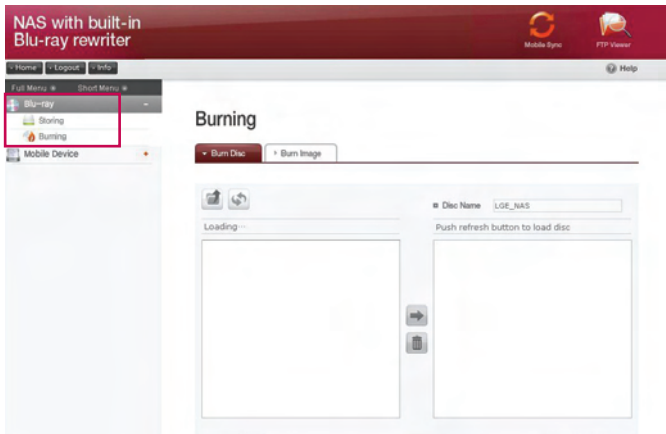 NAS with built-in
Blu-ray rewriter
Mobile Sync
FTP Viewer
Home Logout Info
Help
Full Menu Short Menu
Blu-ray
Storing
Burning
Mobile Device
Burning
Burn Disc Burn Image
Disc Name LGE_NAS
Loading...
Push refresh button to load disc